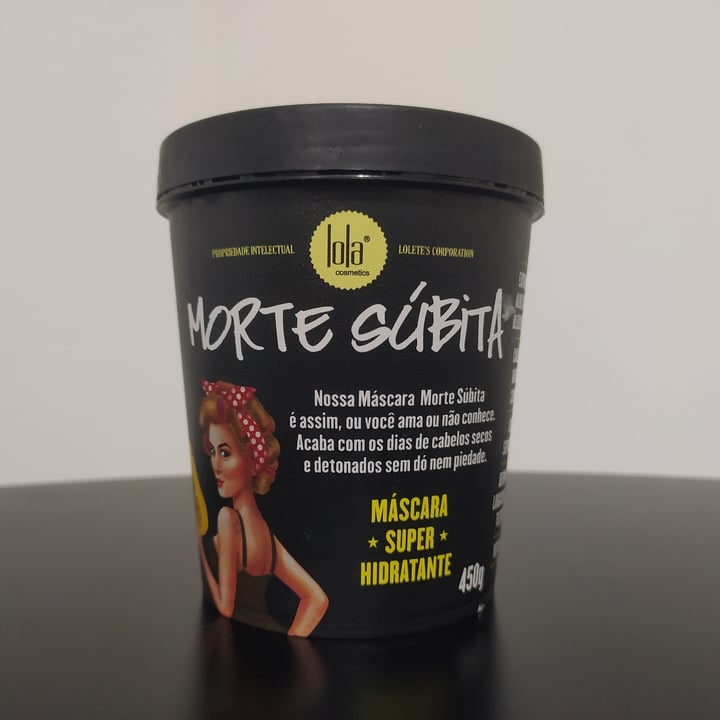 lola®
cosmetics
PROPRIEDADE INTELECTUAL
LOLETE'S CORPORATION
MORTE SÚBITA
Nossa Máscara Morte Súbita
é assim, ou você ama ou não conhece.
Acaba com os dias de cabelos secos
e detonados sem dó nem piedade.
MÁSCARA
★ SUPER ★
HIDRATANTE
450g